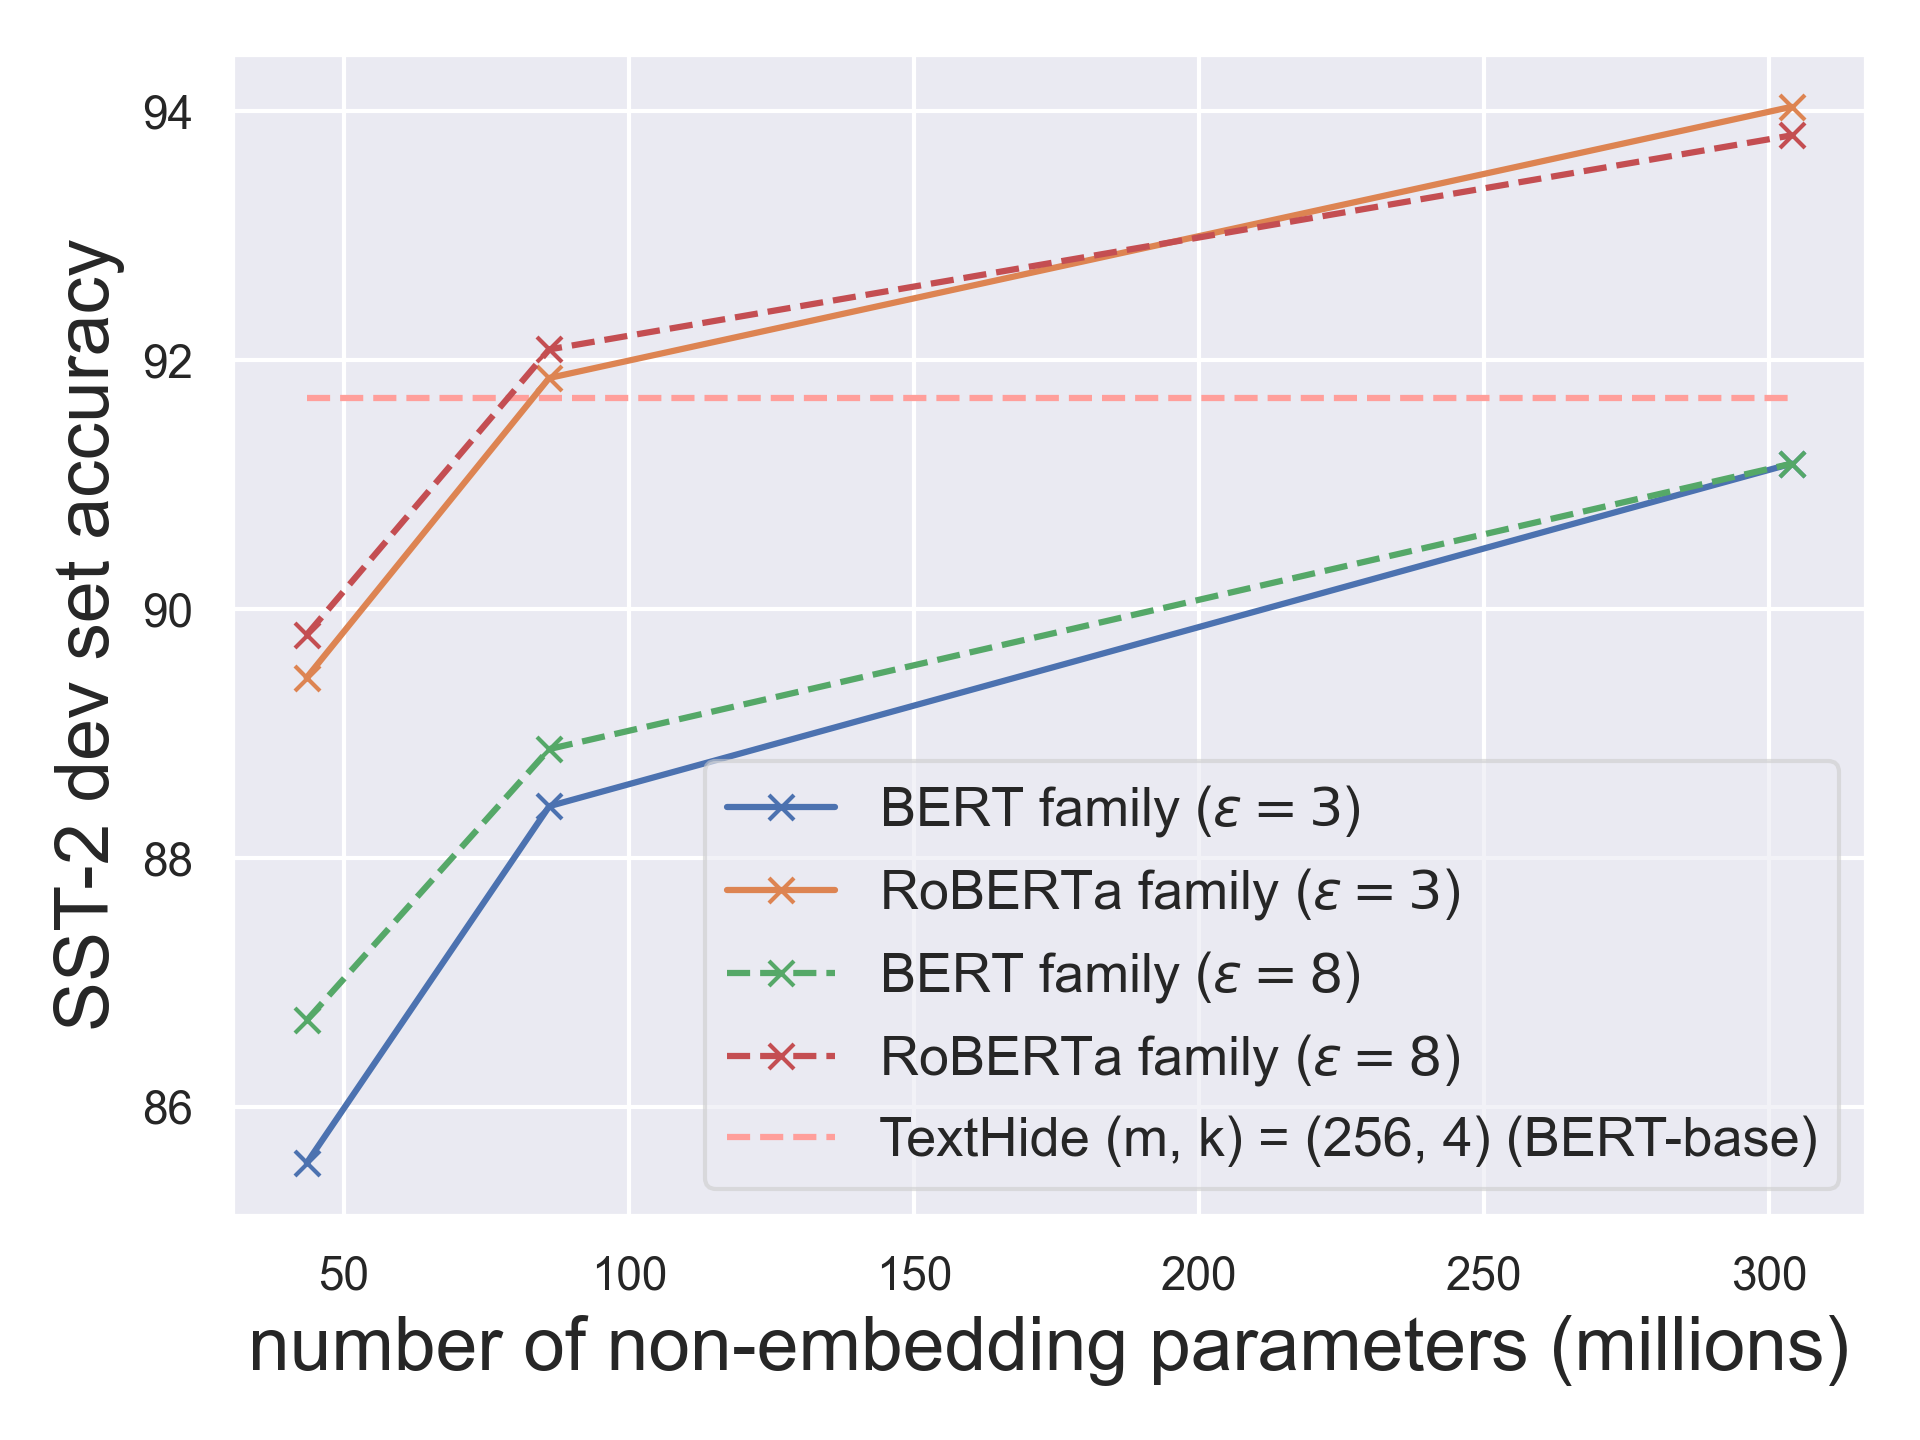 94
92
90
88
86
SST-2 dev set accuracy
BERT family (ε = 3)
RoBERTa family (ε = 3)
BERT family (ε = 8)
RoBERTa family (ε = 8)
TextHide (m, k) = (256, 4) (BERT-base)
50 100 150 200 250 300
number of non-embedding parameters (millions)